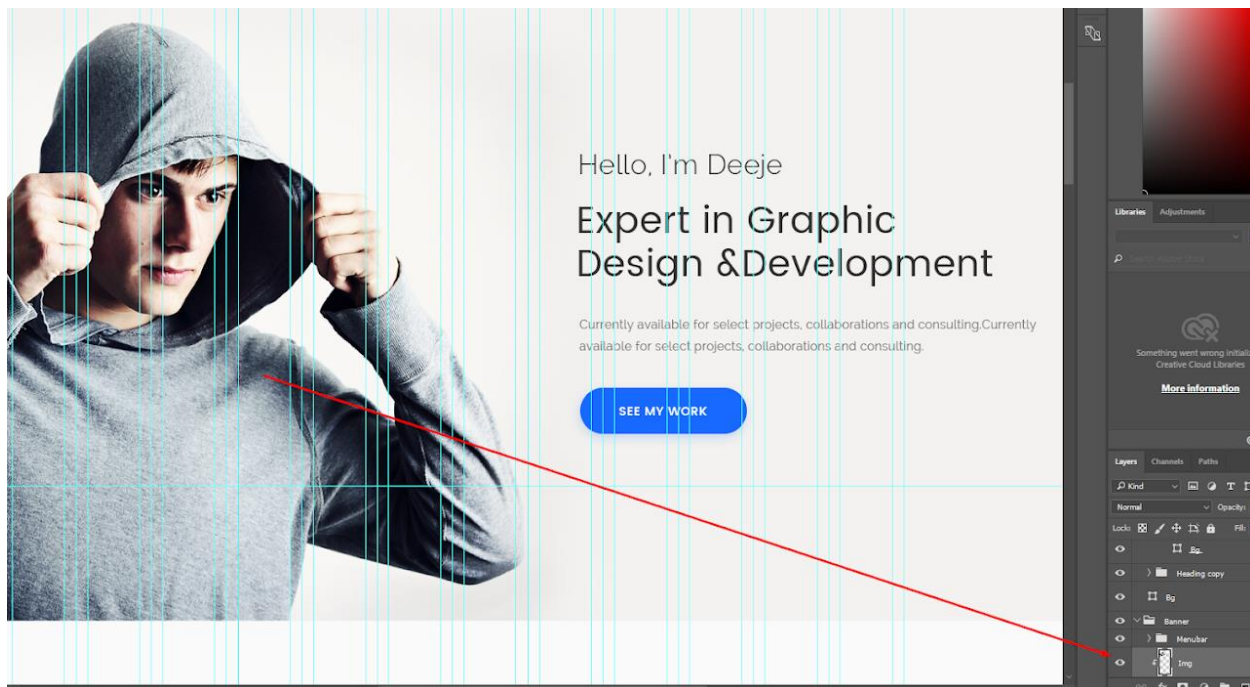 Hello, I'm Deeje
Expert in Graphic
Design &Development
Currently available for select projects, collaborations and consulting.Currently
available for select projects, collaborations and consulting.
SEE MY WORK
Libraries Adjustments
Something went wrong initiali
Creative Cloud Libraries
More information
Layers Channels Paths
Kind
Normal Opacity:
Lock: Fill:
Bg
Heading copy
Bg
Banner
Menubar
Img